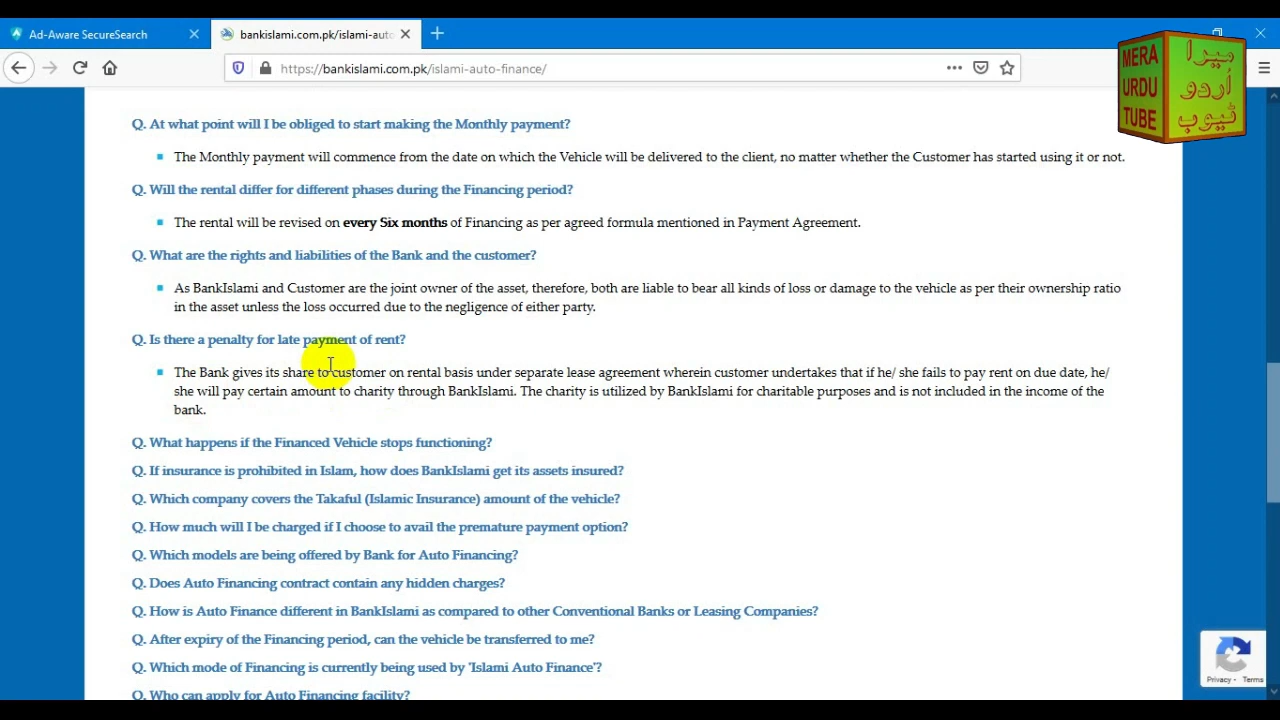 Ad-Aware SecureSearch
bankislami.com.pk/islami-auto
https://bankislami.com.pk/islami-auto-finance/
MERA
URDU
TUBE
میرا
اُردو
ٹیوب
Q. At what point will I be obliged to start making the Monthly payment?
The Monthly payment will commence from the date on which the Vehicle will be delivered to the client, no matter whether the Customer has started using it or not.
Q. Will the rental differ for different phases during the Financing period?
The rental will be revised on every Six months of Financing as per agreed formula mentioned in Payment Agreement.
Q. What are the rights and liabilities of the Bank and the customer?
As BankIslami and Customer are the joint owner of the asset, therefore, both are liable to bear all kinds of loss or damage to the vehicle as per their ownership ratio
in the asset unless the loss occurred due to the negligence of either party.
Q. Is there a penalty for late payment of rent?
The Bank gives its share to customer on rental basis under separate lease agreement wherein customer undertakes that if he/ she fails to pay rent on due date, he/
she will pay certain amount to charity through BankIslami. The charity is utilized by BankIslami for charitable purposes and is not included in the income of the
bank.
Q. What happens if the Financed Vehicle stops functioning?
Q. If insurance is prohibited in Islam, how does BankIslami get its assets insured?
Q. Which company covers the Takaful (Islamic Insurance) amount of the vehicle?
Q. How much will I be charged if I choose to avail the premature payment option?
Q. Which models are being offered by Bank for Auto Financing?
Q. Does Auto Financing contract contain any hidden charges?
Q. How is Auto Finance different in BankIslami as compared to other Conventional Banks or Leasing Companies?
Q. After expiry of the Financing period, can the vehicle be transferred to me?
Q. Which mode of Financing is currently being used by 'Islami Auto Finance'?
Q. Who can apply for Auto Financing facility?
Privacy - Terms